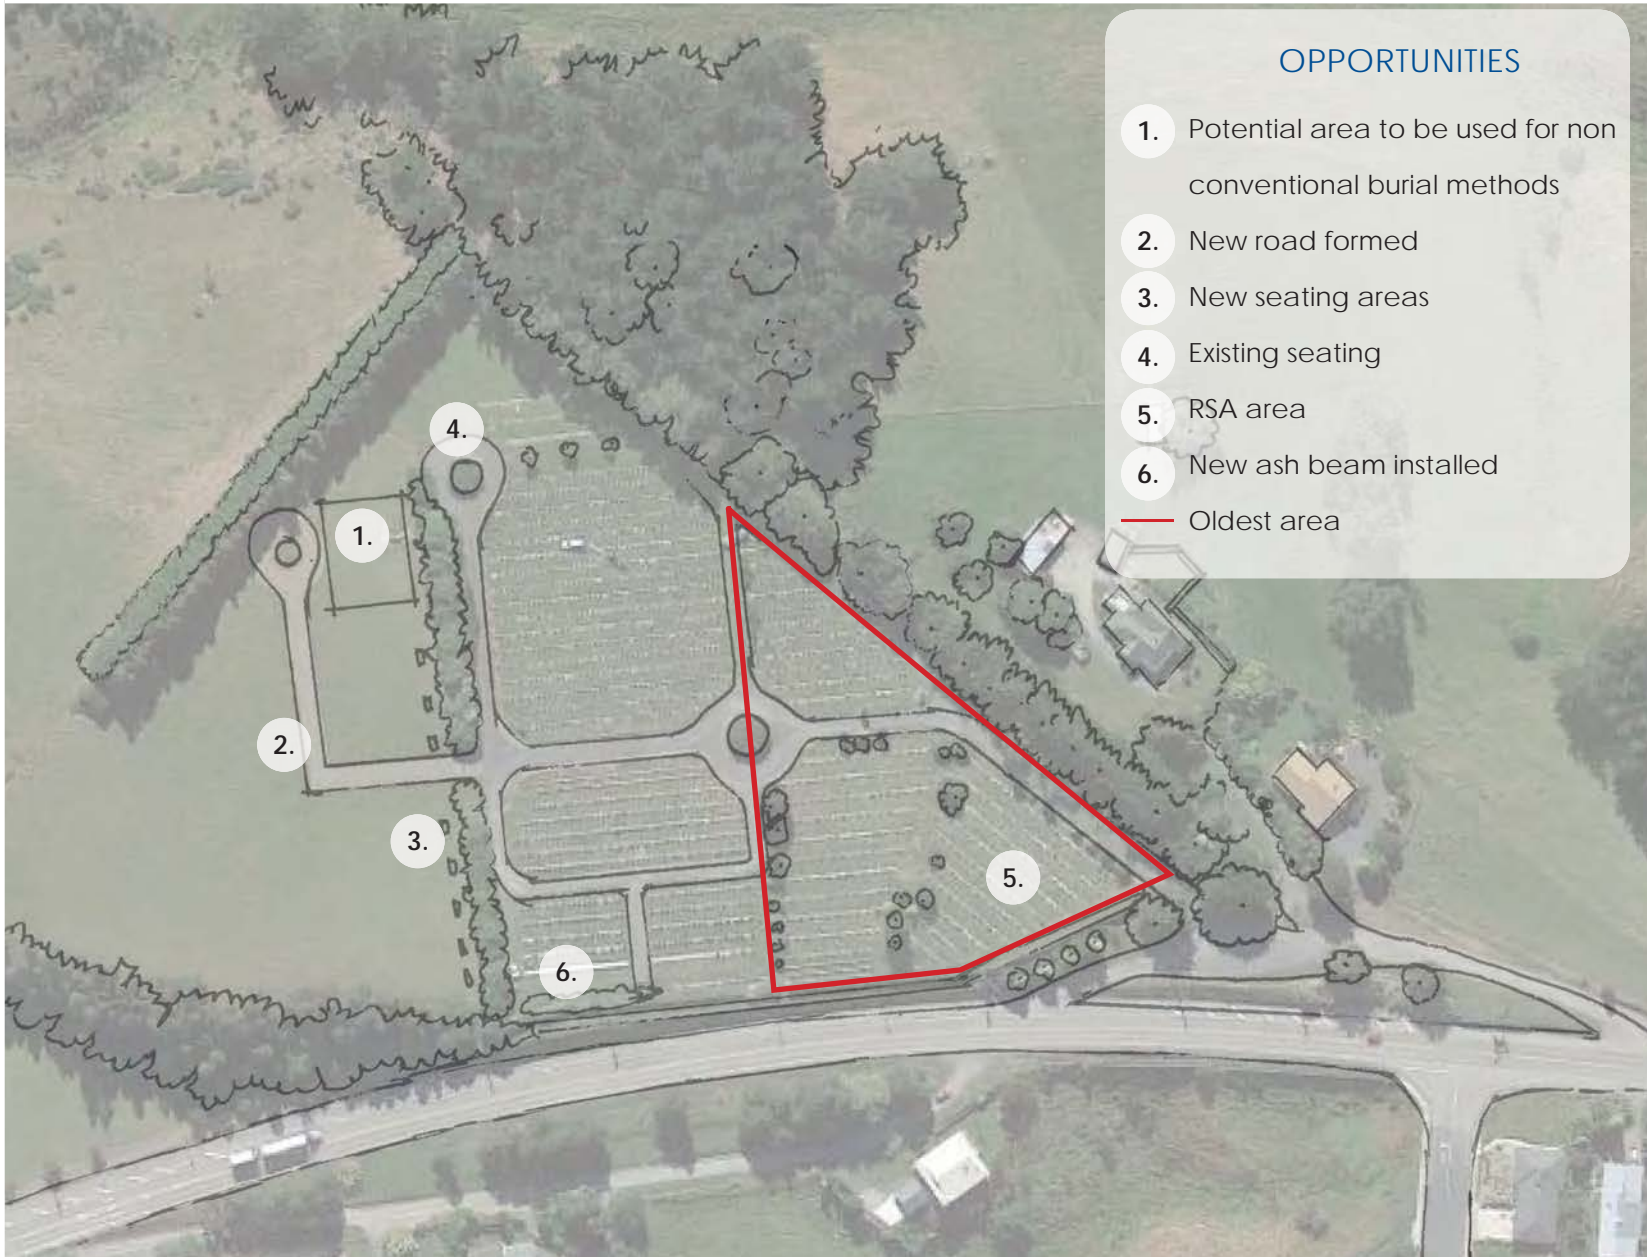 OPPORTUNITIES
1. Potential area to be used for non
conventional burial methods
2. New road formed
3. New seating areas
4. Existing seating
5. RSA area
6. New ash beam installed
Oldest area
4.
1.
2.
3.
5.
6.